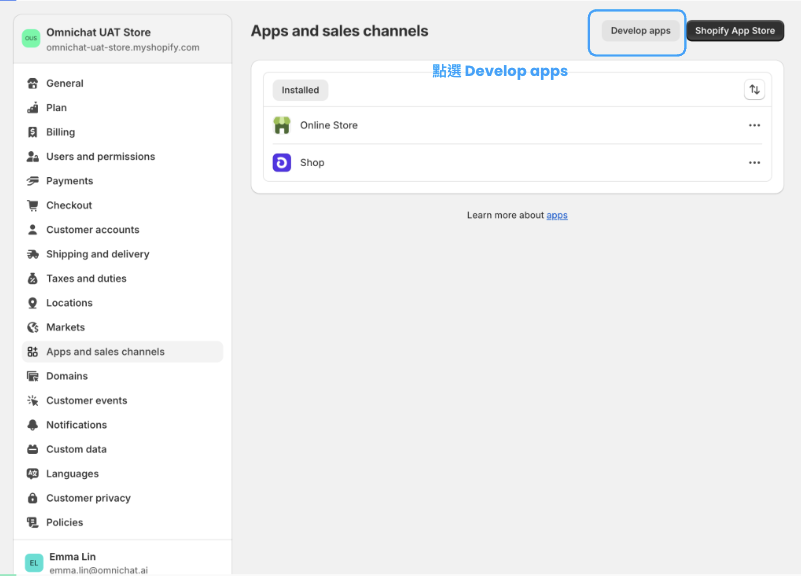 OUS
Omnichat UAT Store
omnichat-uat-store.myshopify.com
General
Plan
Billing
Users and permissions
Payments
Checkout
Customer accounts
Shipping and delivery
Taxes and duties
Locations
Markets
Apps and sales channels
Domains
Customer events
Notifications
Custom data
Languages
Customer privacy
Policies
EL
Emma Lin
emma.lin@omnichat.ai
Apps and sales channels
Develop apps
Shopify App Store
點選 Develop apps
Installed
Online Store
Shop
Learn more about apps